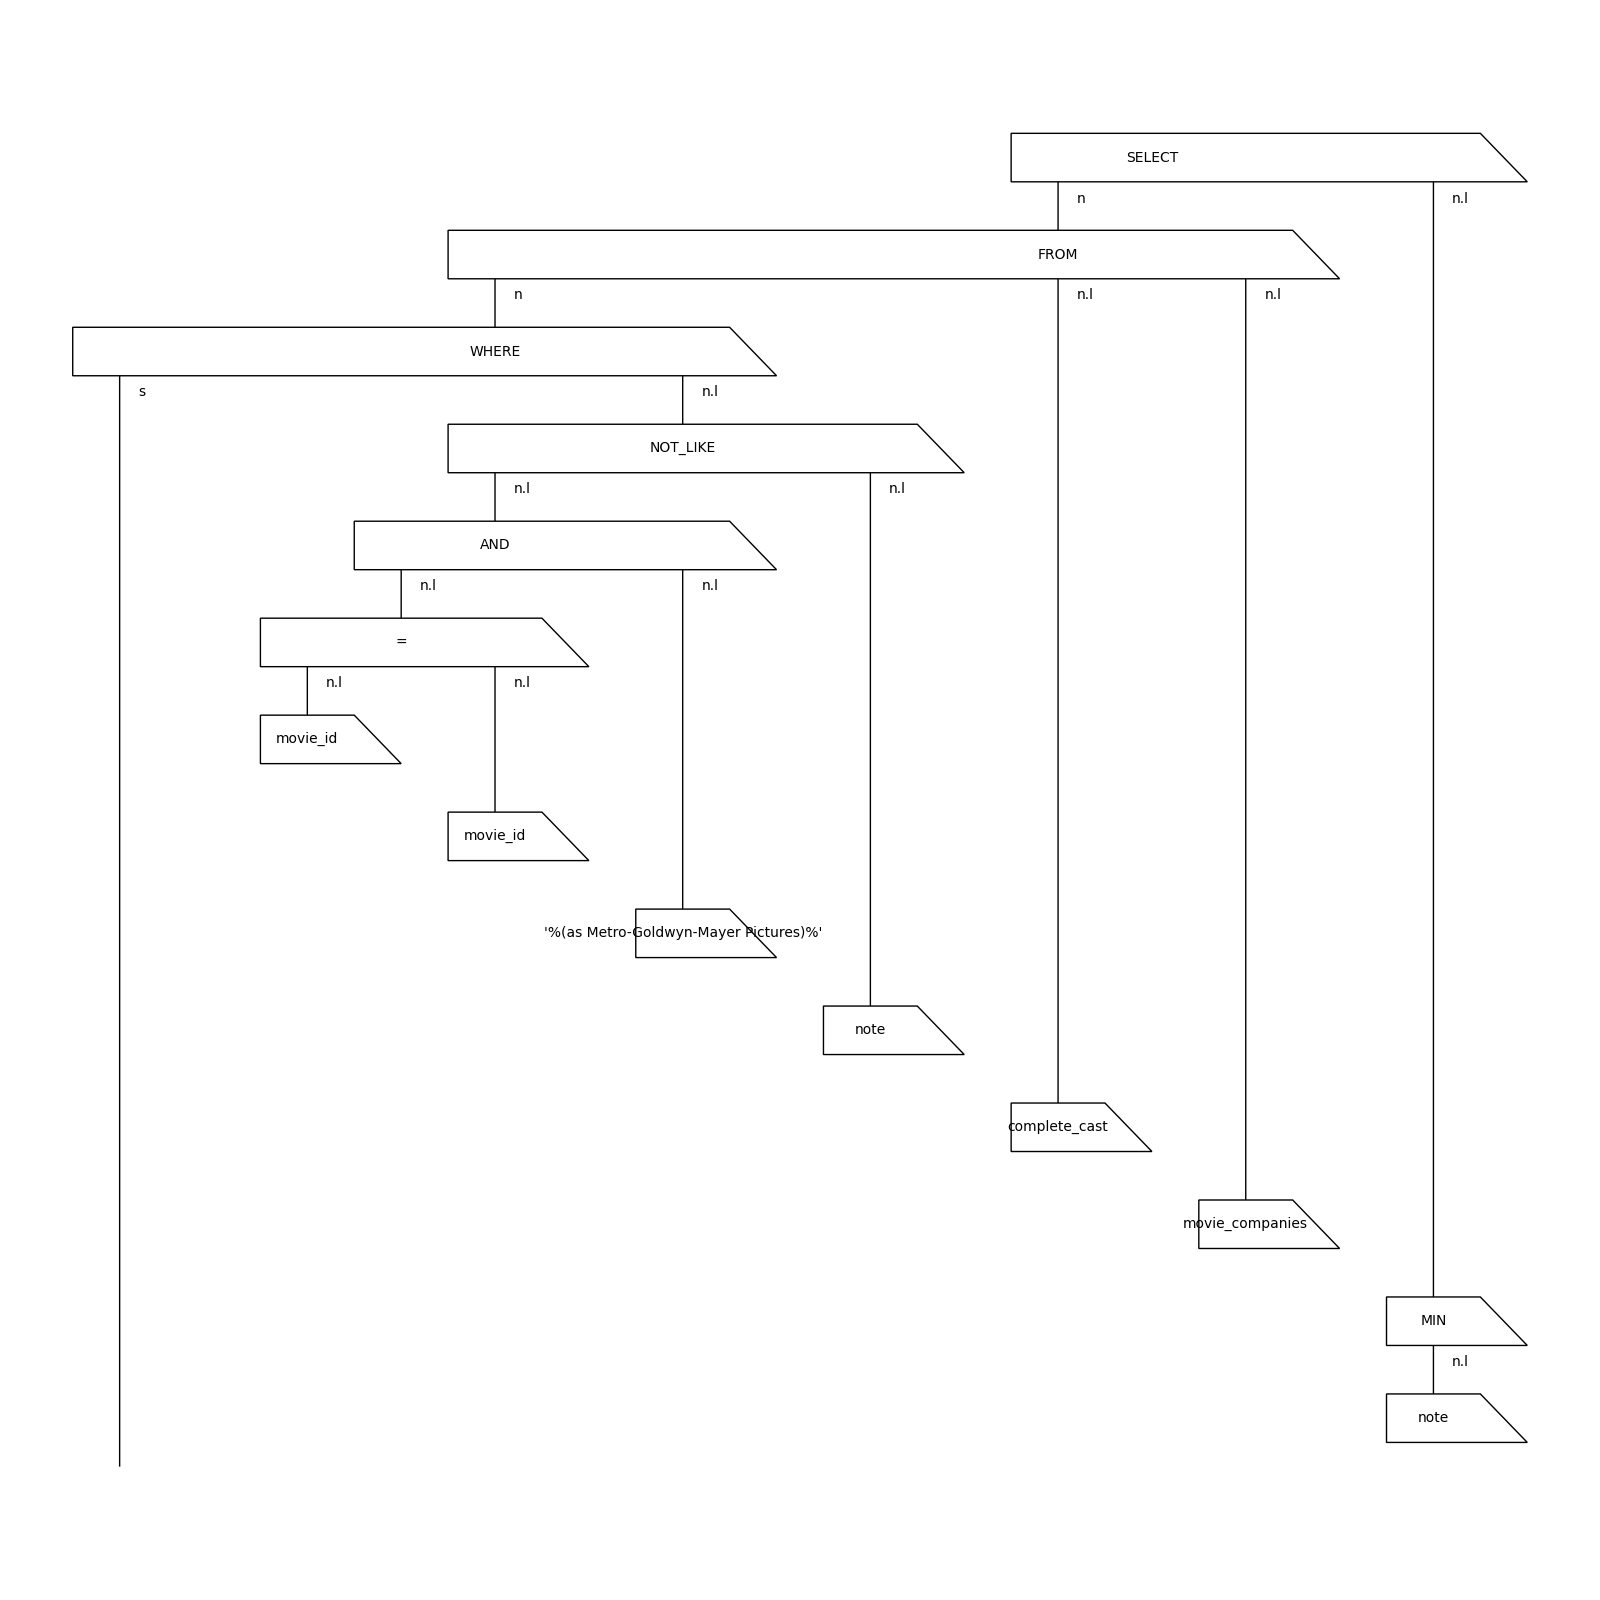 SELECT
n n.l
FROM
n n.l n.l
WHERE
s n.l
NOT_LIKE
n.l n.l
AND
n.l n.l
=
n.l n.l
movie_id
movie_id
'%(as Metro-Goldwyn-Mayer Pictures)%'
note
complete_cast
movie_companies
MIN
n.l
note